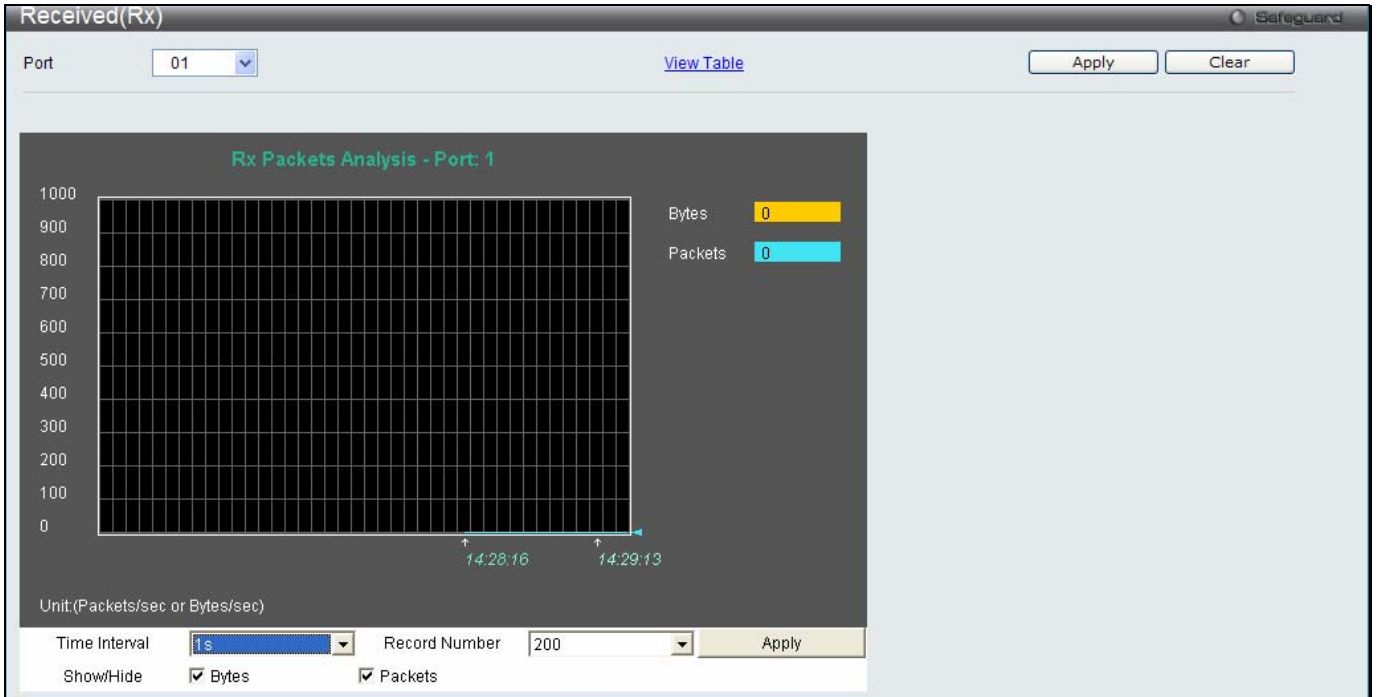 Received(Rx)
Safeguard
Port 01 View Table Apply Clear
Rx Packets Analysis - Port: 1
1000
900
800
700
600
500
400
300
200
100
0
Bytes 0
Packets 0
14:28:16 14:29:13
Unit:(Packets/sec or Bytes/sec)
Time Interval 1s Record Number 200 Apply
Show/Hide Bytes Packets